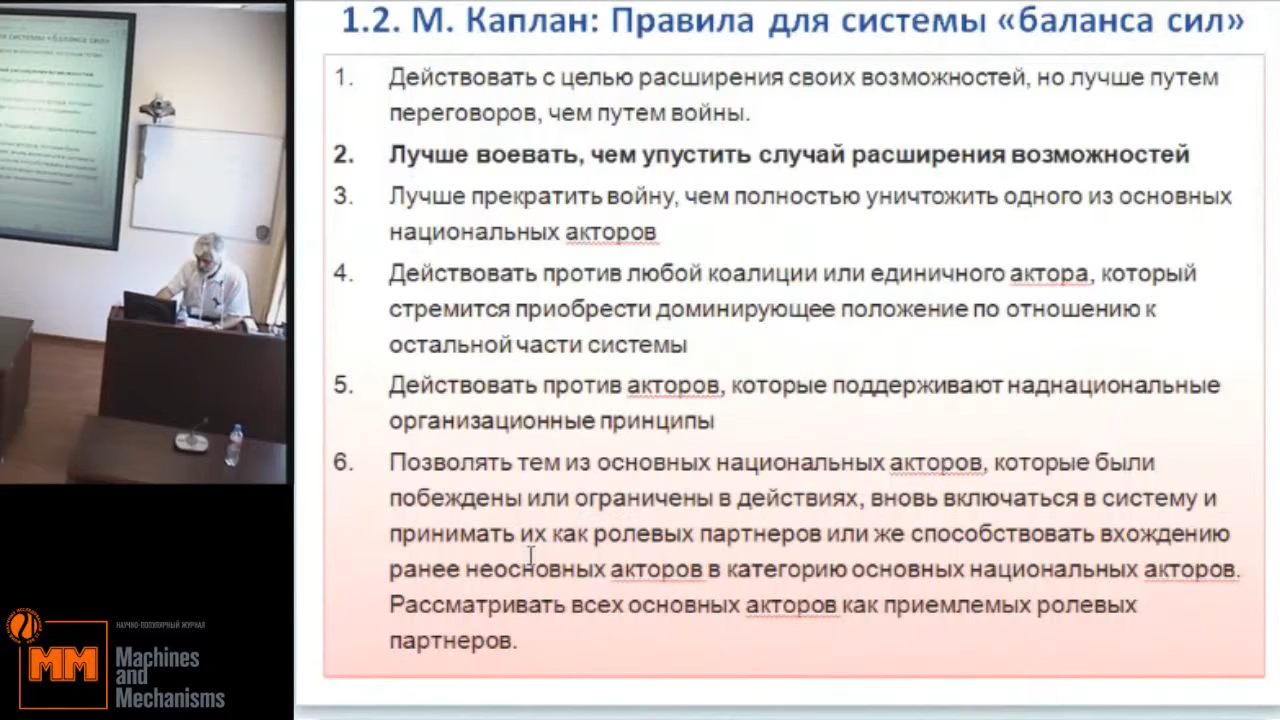 1.2. М. Каплан: Правила для системы «баланса сил»
1. Действовать с целью расширения своих возможностей, но лучше путем
переговоров, чем путем войны.
2. Лучше воевать, чем упустить случай расширения возможностей
3. Лучше прекратить войну, чем полностью уничтожить одного из основных
национальных акторов
4. Действовать против любой коалиции или единичного актора, который
стремится приобрести доминирующее положение по отношению к
остальной части системы
5. Действовать против акторов, которые поддерживают наднациональные
организационные принципы
6. Позволять тем из основных национальных акторов, которые были
побеждены или ограничены в действиях, вновь включаться в систему и
принимать их как ролевых партнеров или же способствовать вхождению
ранее неосновных акторов в категорию основных национальных акторов.
Рассматривать всех основных акторов как приемлемых ролевых
партнеров.
НАУЧНО-ПОПУЛЯРНЫЙ ЖУРНАЛ
ММ
Machines
and
Mechanisms